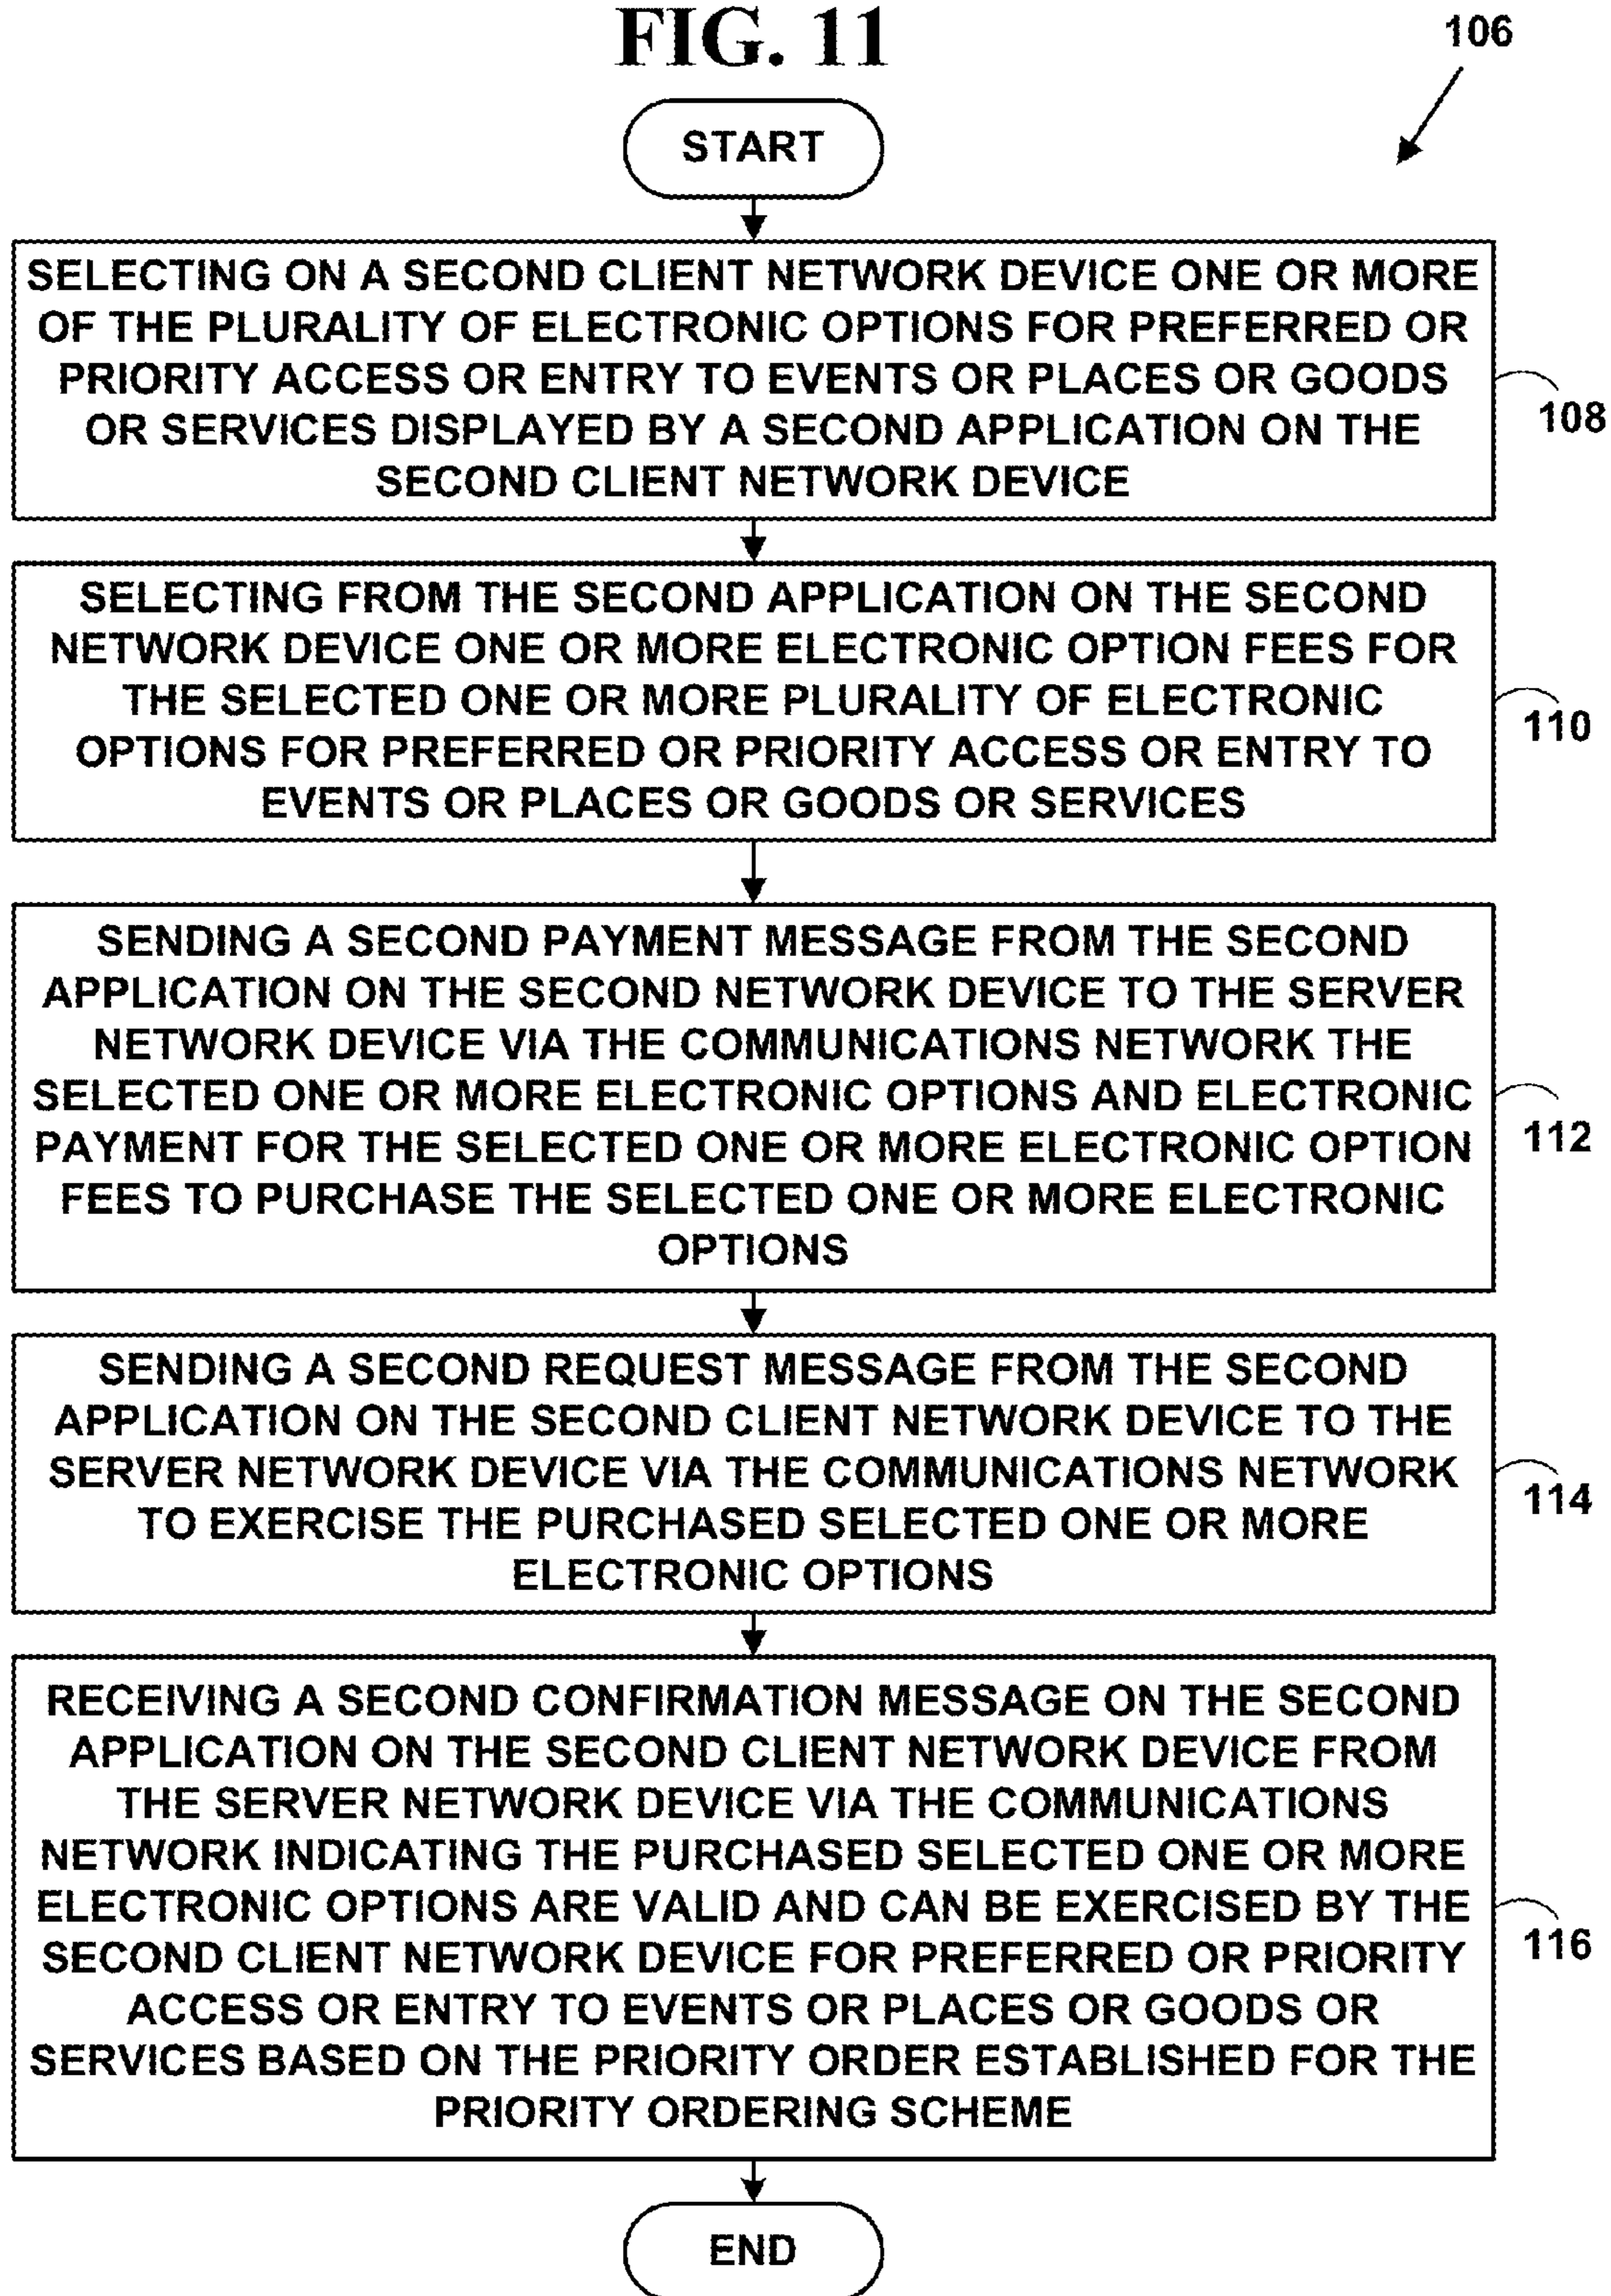 FIG. 11
106
START
SELECTING ON A SECOND CLIENT NETWORK DEVICE ONE OR MORE
OF THE PLURALITY OF ELECTRONIC OPTIONS FOR PREFERRED OR
PRIORITY ACCESS OR ENTRY TO EVENTS OR PLACES OR GOODS
OR SERVICES DISPLAYED BY A SECOND APPLICATION ON THE
SECOND CLIENT NETWORK DEVICE
108
SELECTING FROM THE SECOND APPLICATION ON THE SECOND
NETWORK DEVICE ONE OR MORE ELECTRONIC OPTION FEES FOR
THE SELECTED ONE OR MORE PLURALITY OF ELECTRONIC
OPTIONS FOR PREFERRED OR PRIORITY ACCESS OR ENTRY TO
EVENTS OR PLACES OR GOODS OR SERVICES
110
SENDING A SECOND PAYMENT MESSAGE FROM THE SECOND
APPLICATION ON THE SECOND NETWORK DEVICE TO THE SERVER
NETWORK DEVICE VIA THE COMMUNICATIONS NETWORK THE
SELECTED ONE OR MORE ELECTRONIC OPTIONS AND ELECTRONIC
PAYMENT FOR THE SELECTED ONE OR MORE ELECTRONIC OPTION
FEES TO PURCHASE THE SELECTED ONE OR MORE ELECTRONIC
OPTIONS
112
SENDING A SECOND REQUEST MESSAGE FROM THE SECOND
APPLICATION ON THE SECOND CLIENT NETWORK DEVICE TO THE
SERVER NETWORK DEVICE VIA THE COMMUNICATIONS NETWORK
TO EXERCISE THE PURCHASED SELECTED ONE OR MORE
ELECTRONIC OPTIONS
114
RECEIVING A SECOND CONFIRMATION MESSAGE ON THE SECOND
APPLICATION ON THE SECOND CLIENT NETWORK DEVICE FROM
THE SERVER NETWORK DEVICE VIA THE COMMUNICATIONS
NETWORK INDICATING THE PURCHASED SELECTED ONE OR MORE
ELECTRONIC OPTIONS ARE VALID AND CAN BE EXERCISED BY THE
SECOND CLIENT NETWORK DEVICE FOR PREFERRED OR PRIORITY
ACCESS OR ENTRY TO EVENTS OR PLACES OR GOODS OR
SERVICES BASED ON THE PRIORITY ORDER ESTABLISHED FOR THE
PRIORITY ORDERING SCHEME
116
END